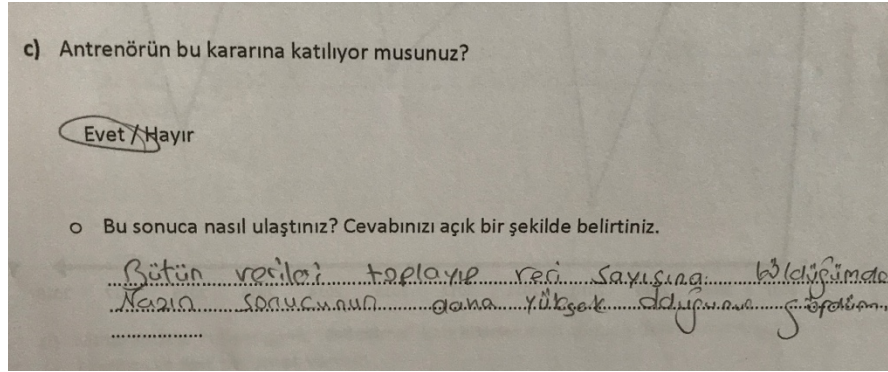 c) Antrenörün bu kararına katılıyor musunuz?
Evet / Hayır
o Bu sonuca nasıl ulaştınız? Cevabınızı açık bir şekilde belirtiniz.
Bütün verileri toplayıp veri sayısına böldüğümde
Nazın sonucunun daha yüksek olduğunu gördüm.